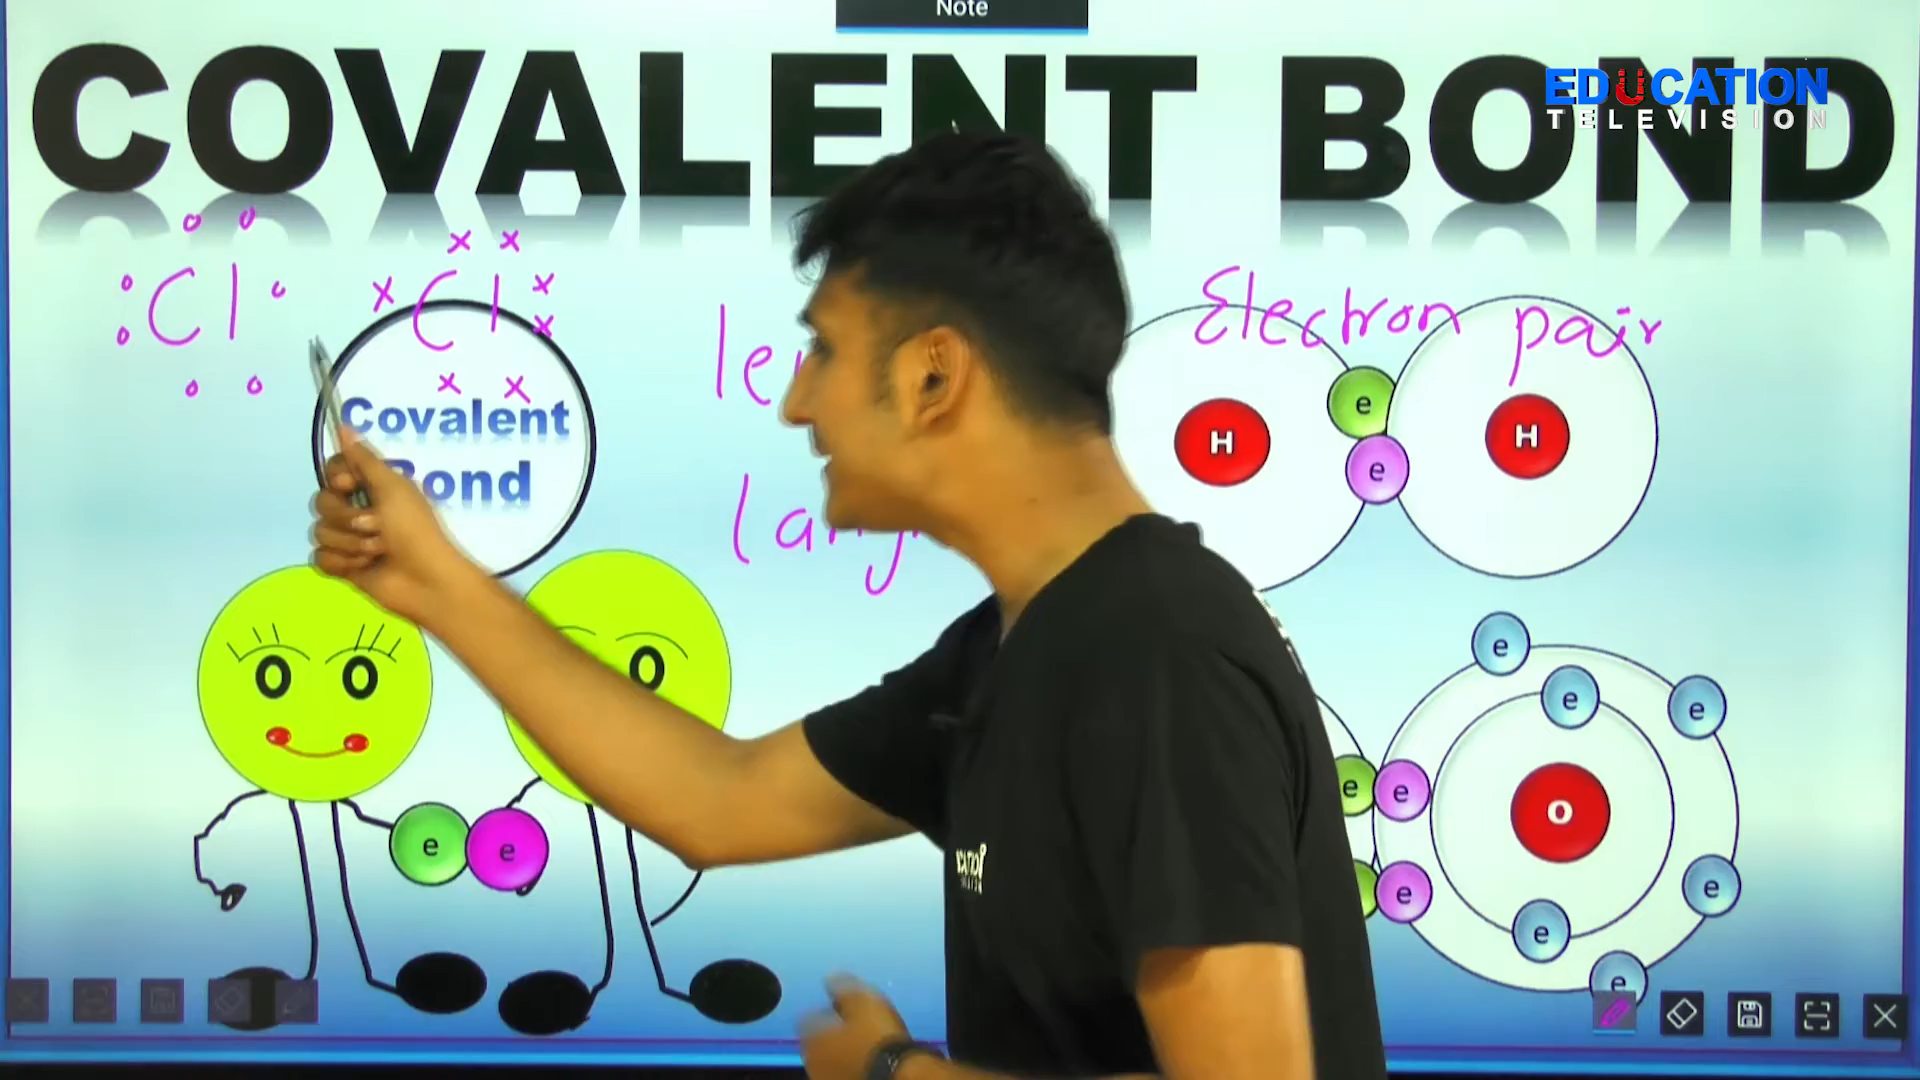 Note
COVALENT BOND
EDUCATION
TELEVISION
Cl Cl
Electron pair
Covalent
Bond
e
H H
e
e
e
e
O
e e
e e
e
e
e
e
e